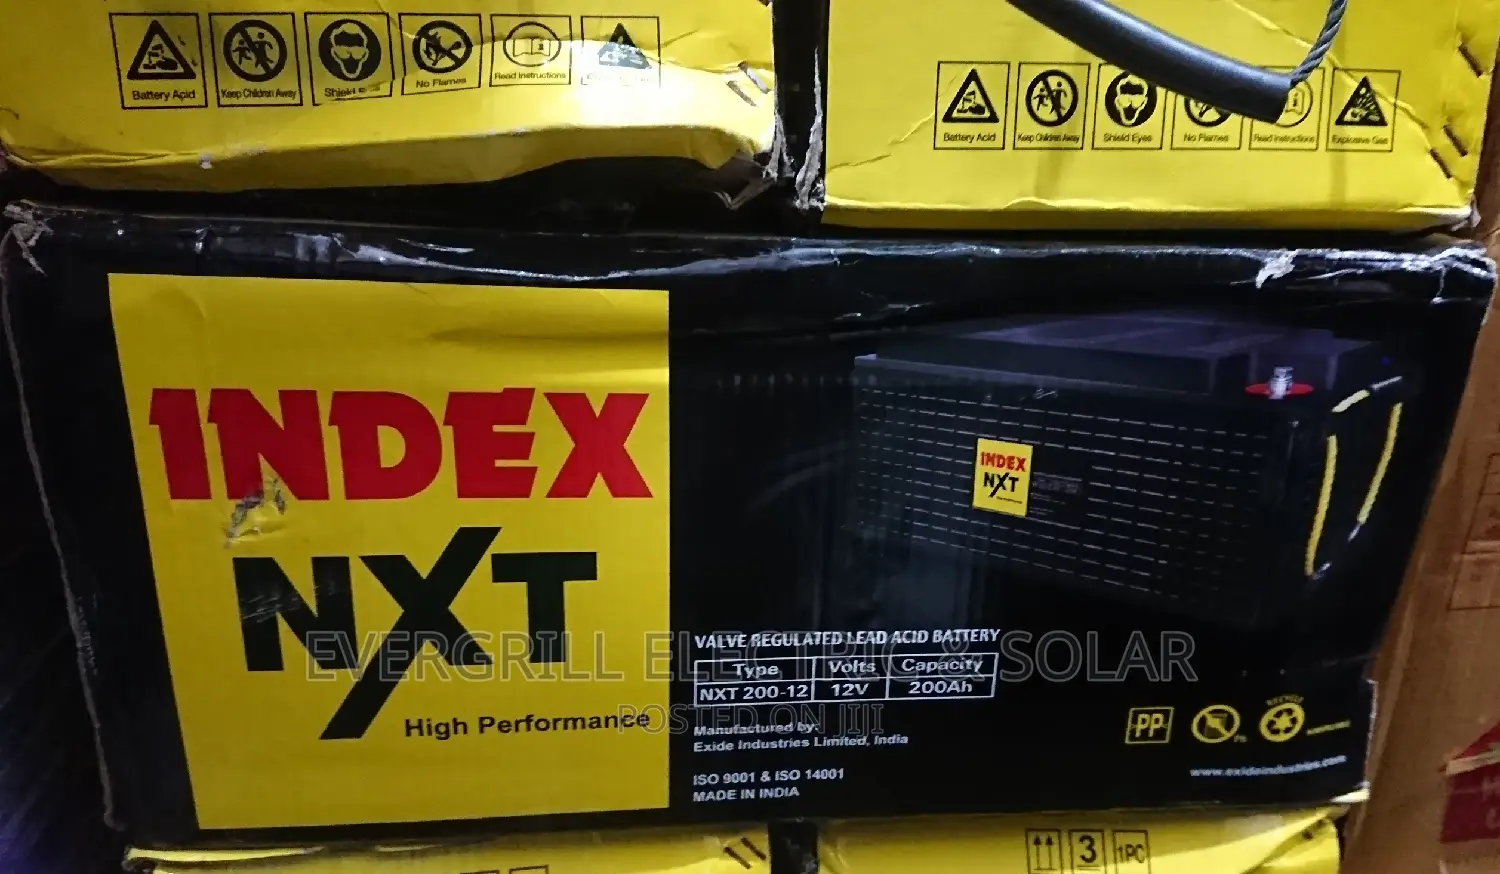 Battery Acid
Keep Children Away
Shield
No Flames
Read Instructions
Battery Acid
Keep Children Away
Shield Eyes
No Flames
Read Instructions
Explosive Gas
INDEX
NXT
High Performance
INDEX
NXT
VALVE REGULATED LEAD ACID BATTERY
Type Volts Capacity
NXT 200-12 12V 200Ah
EVERGRILL ELECTRIC & SOLAR
POSTED ON JIJI
Manufactured by:
Exide Industries Limited, India
ISO 9001 & ISO 14001
MADE IN INDIA
PP
Pb
RECYCLE
www.exideindustries.com
3
1PC